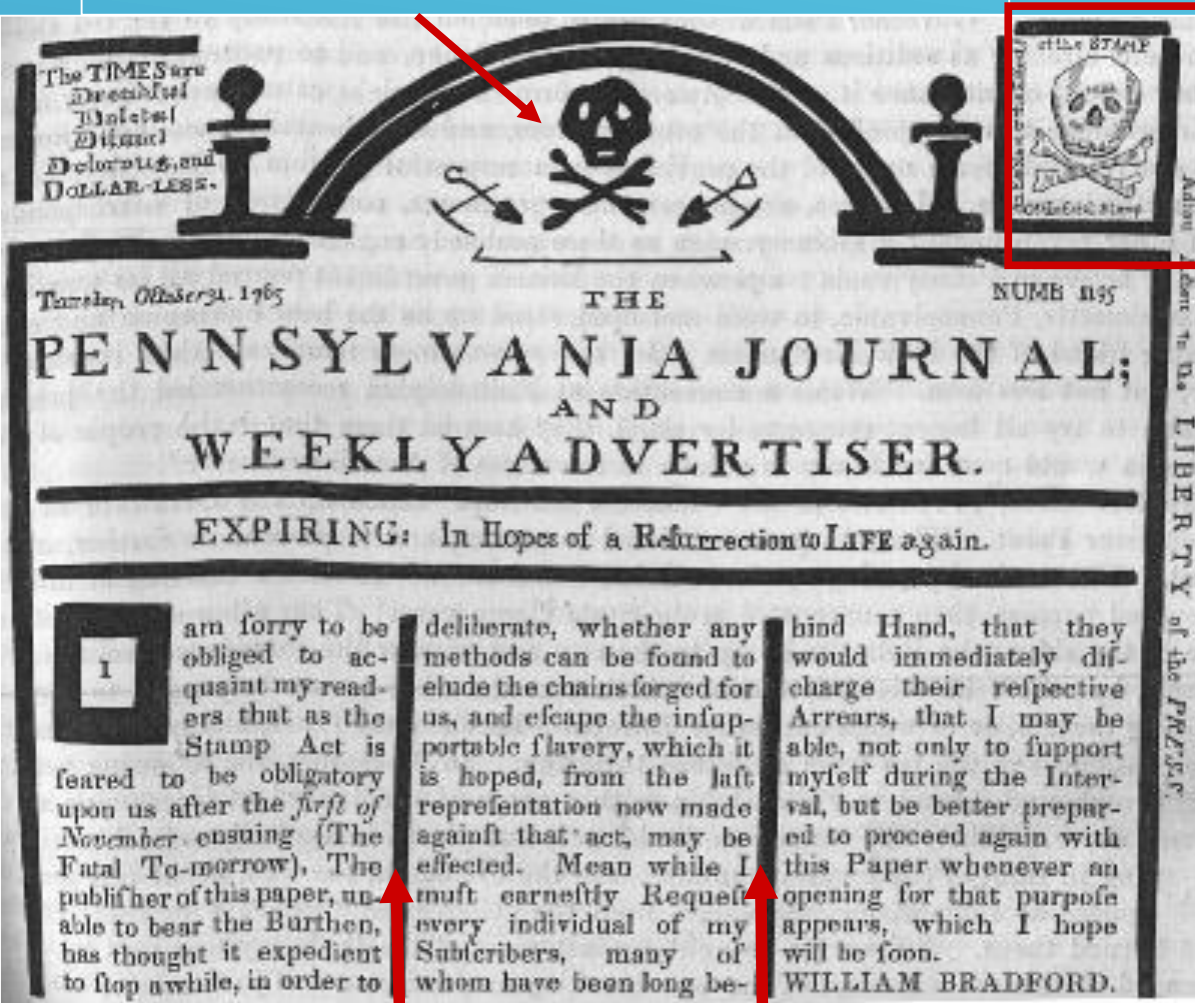 The TIMES are
Dreadful
Dismal
Dolorous, and
DOLLAR-LESS.
of the STAMP
Thursday, October 31. 1765
NUMB 1195
THE
PENNSYLVANIA JOURNAL;
AND
WEEKLY ADVERTISER.
EXPIRING: In Hopes of a Reſurrection to LIFE again.
I am ſorry to be
obliged to ac-
quaint my read-
ers that as the
Stamp Act is
feared to be obligatory
upon us after the firſt of
November enſuing (The
Fatal To-morrow), The
publiſher of this paper, un-
able to bear the Burthen,
has thought it expedient
to ſtop awhile, in order to
deliberate, whether any
methods can be found to
elude the chains forged for
us, and eſcape the inſup-
portable ſlavery, which it
is hoped, from the laſt
repreſentation now made
againſt that act, may be
effected. Mean while I
muſt earneſtly Requeſt
every individual of my
Subſcribers, many of
whom have been long be-
hind Hand, that they
would immediately diſ-
charge their reſpective
Arrears, that I may be
able, not only to ſupport
myſelf during the Inter-
val, but be better prepar-
ed to proceed again with
this Paper whenever an
opening for that purpoſe
appears, which I hope
will be ſoon.
WILLIAM BRADFORD.
Adieu LIBERTY of the PRESS.